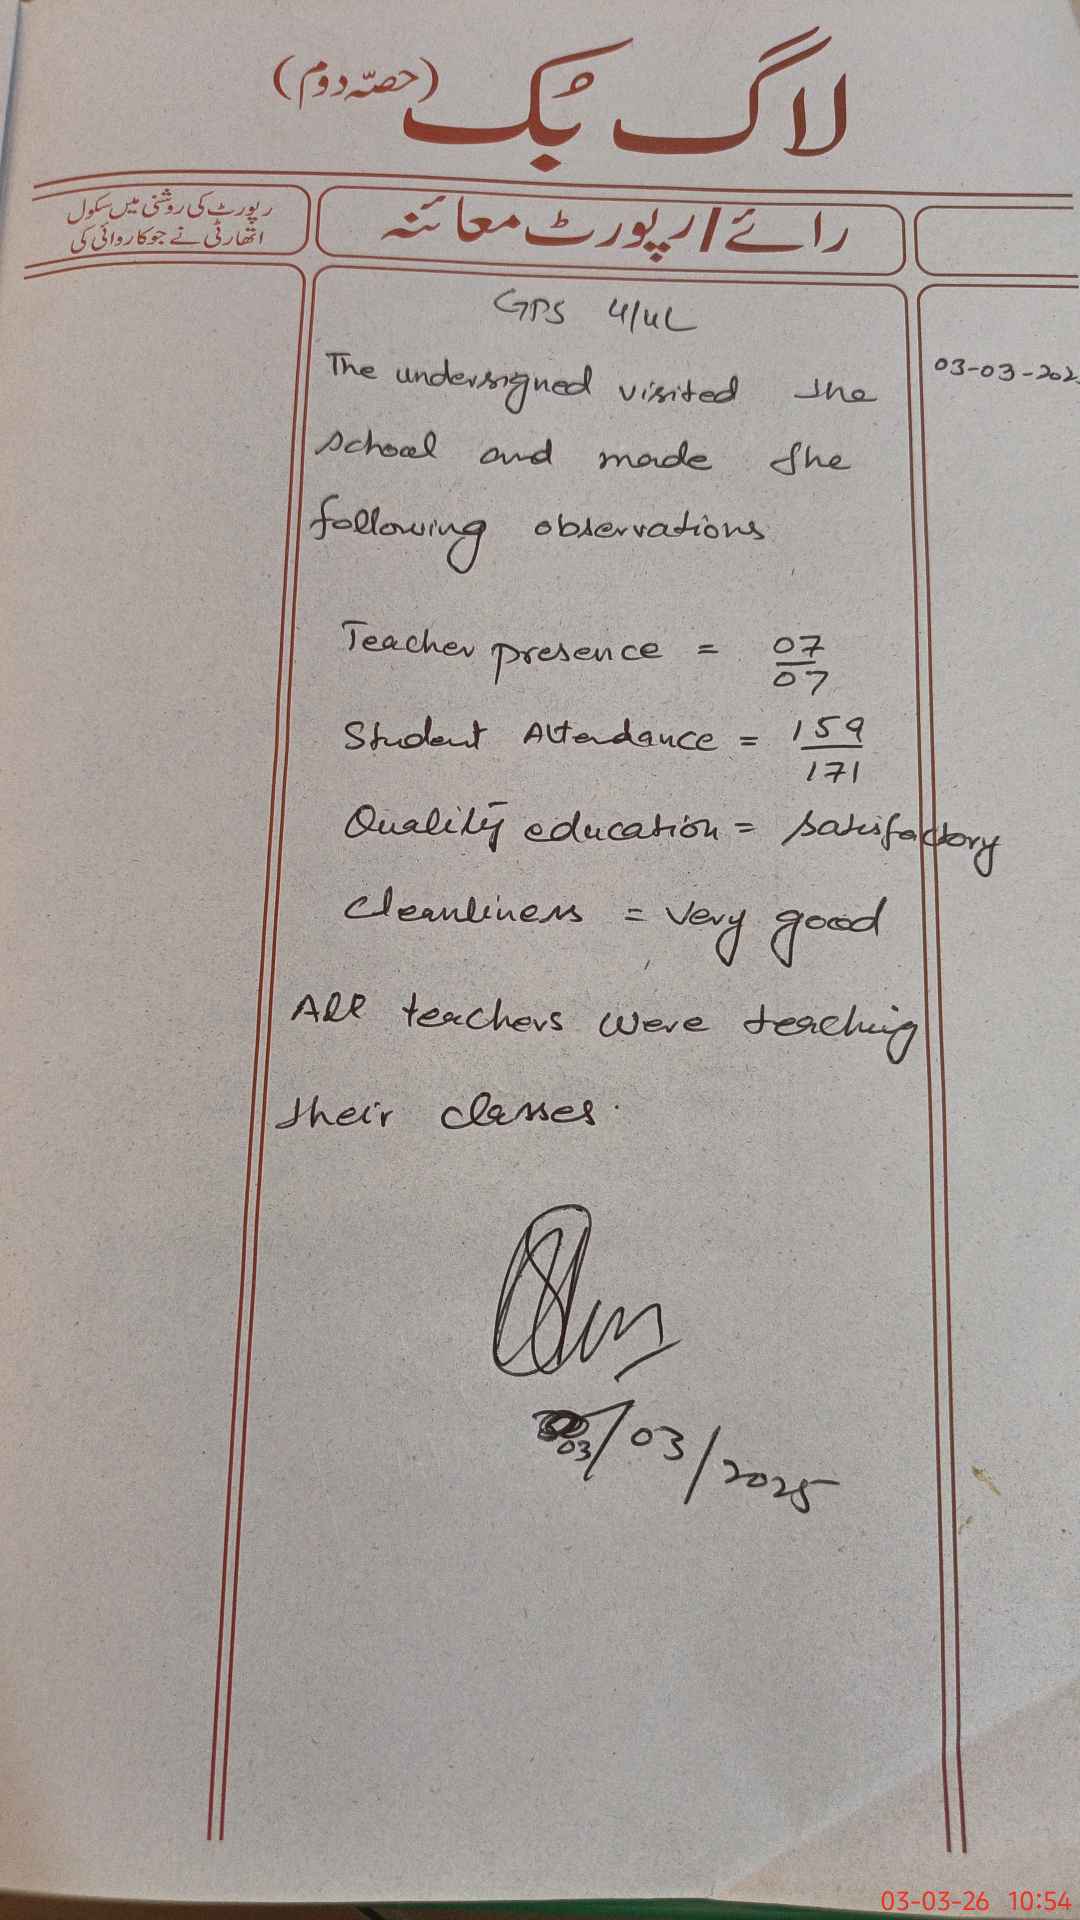 لاگ بُک (حصّہ دوم)
رپورٹ کی روشنی میں سکول
اتھارٹی نے جو کاروائی کی
رائے / رپورٹ معائنہ
GPS 4/4L
03-03-202
The undersigned visited the
school and made the
following observations
Teacher presence = 07
07
Student Attendance = 159
171
Quality education = satisfactory
Cleanliness = Very good
All teachers were teaching
their classes.
03/03/2025
03-03-26 10:54